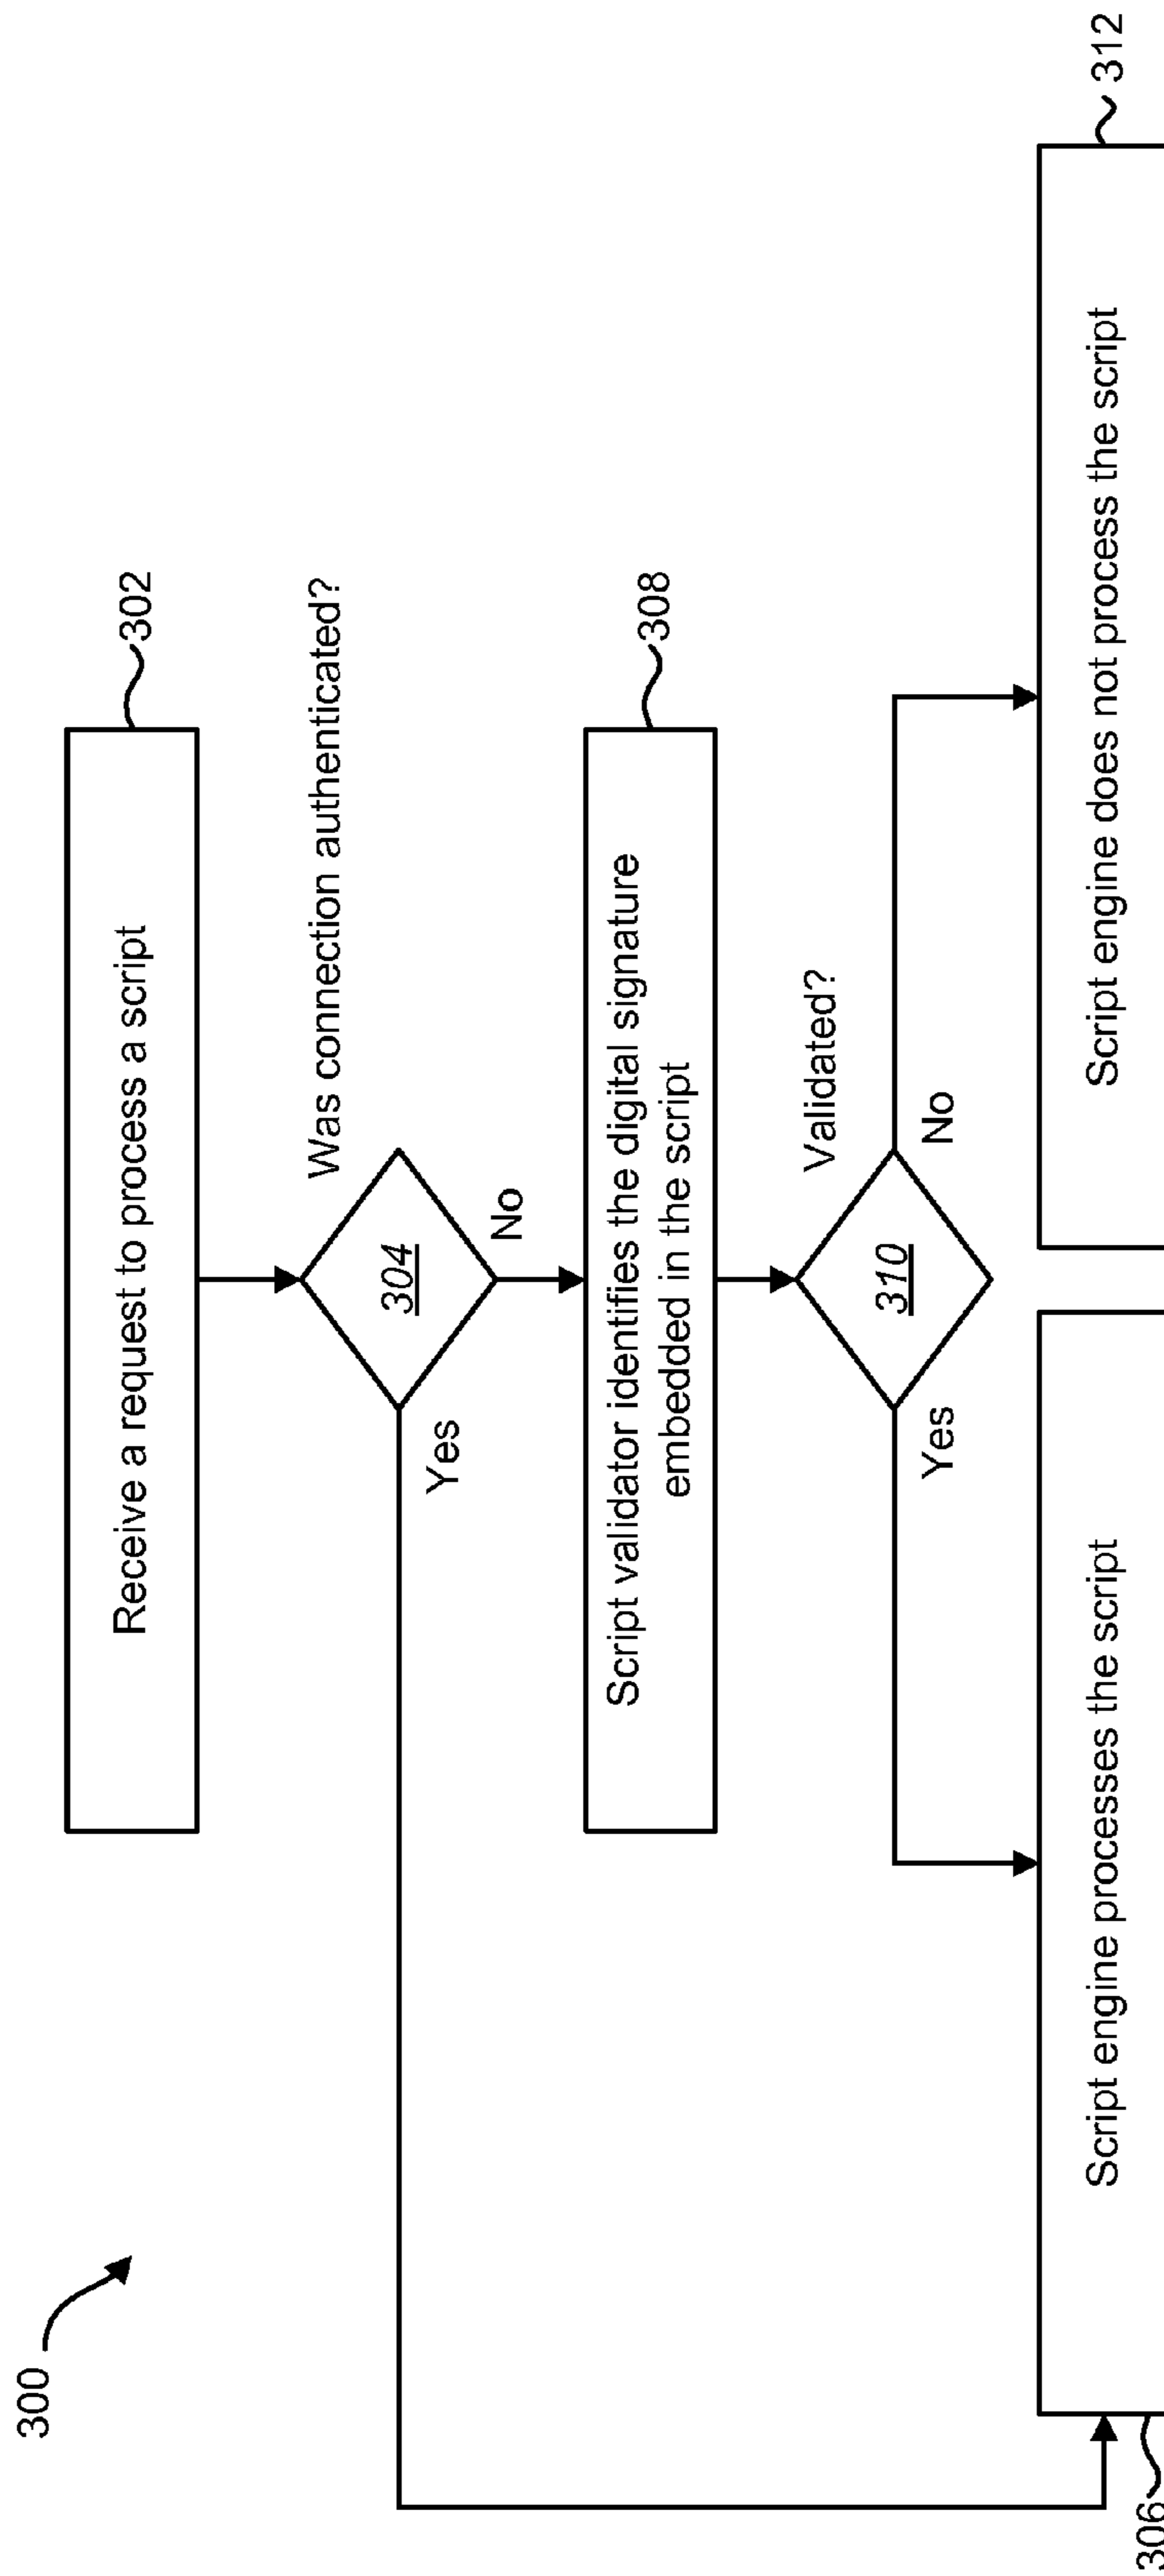 300
Receive a request to process a script
302
Was connection authenticated?
304
Yes
No
Script validator identifies the digital signature
embedded in the script
308
Validated?
310
Yes
No
Script engine processes the script
306
Script engine does not process the script
312